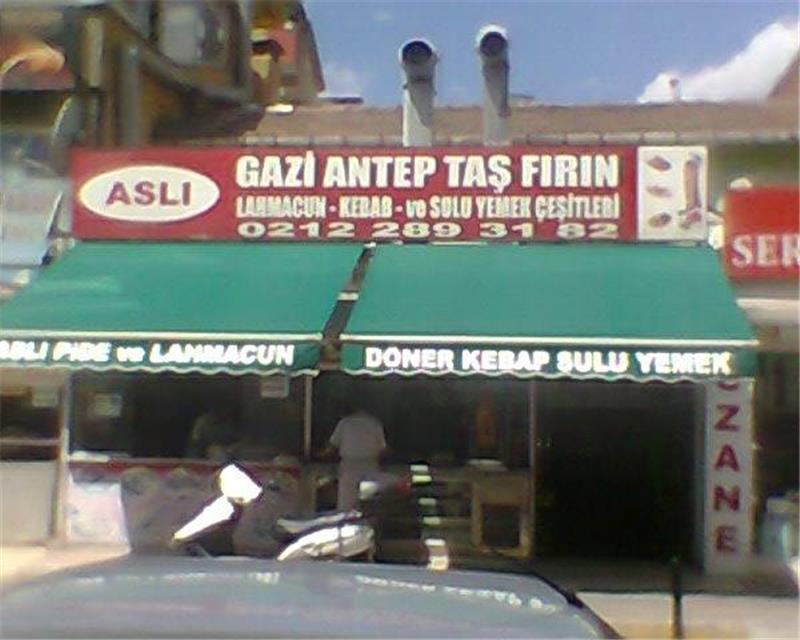 ASLI
GAZİ ANTEP TAŞ FIRIN
LAHMACUN - KEBAB - ve SULU YEMEK ÇEŞİTLERİ
0212 289 31 82
SER
ASLI PİDE ve LAHMACUN
DÖNER KEBAP SULU YEMEK
ZANE